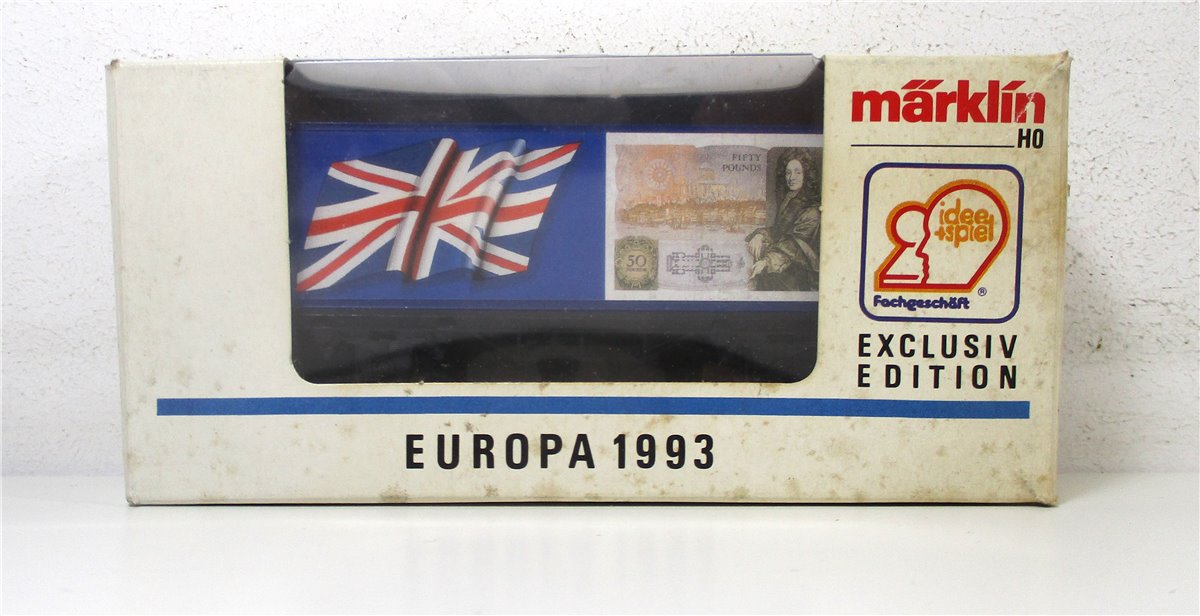 FIFTY
POUNDS
50
märklin
HO
idee
+spiel
Fachgeschäft ®
EXCLUSIV
EDITION
EUROPA 1993